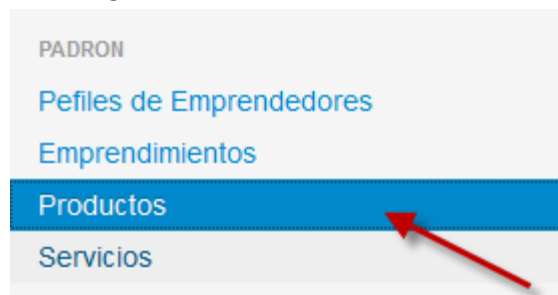 PADRON
Pefiles de Emprendedores
Emprendimientos
Productos
Servicios